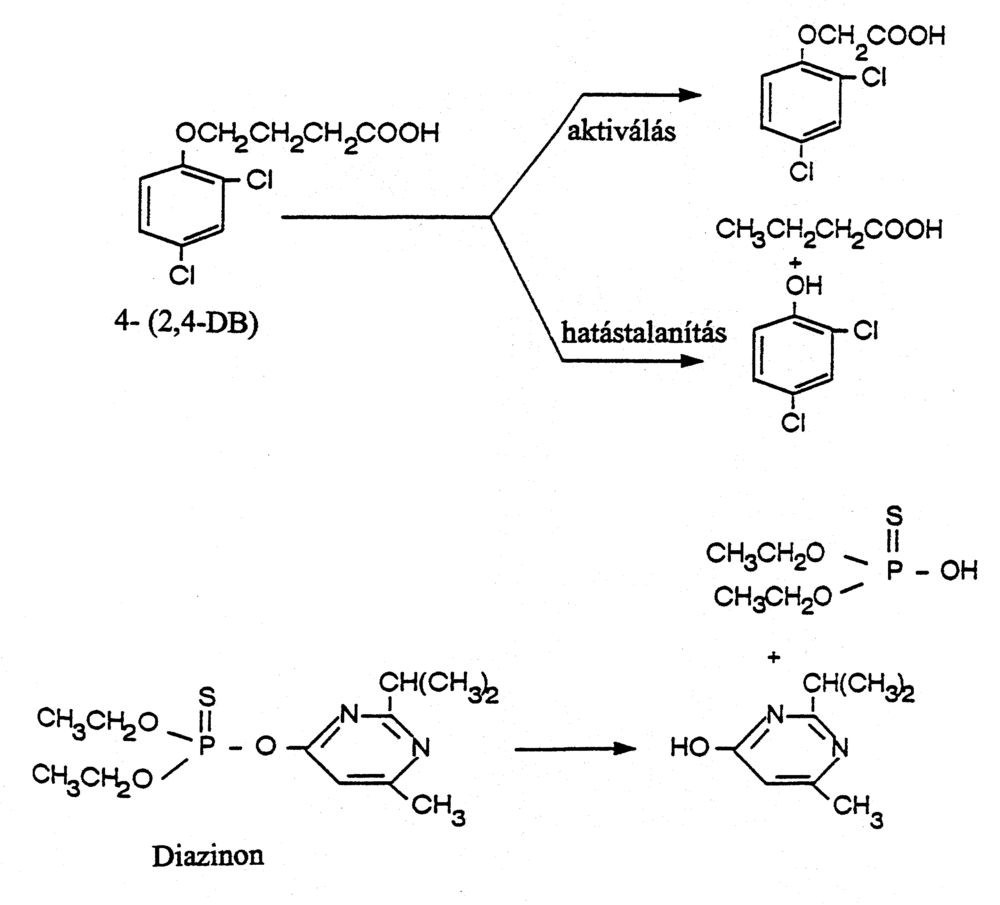 OCH2COOH
Cl
Cl
aktiválás
OCH2CH2CH2COOH
Cl
Cl
4- (2,4-DB)
CH3CH2CH2COOH
+
OH
Cl
Cl
hatástalanítás
S
CH3CH2O
P - OH
CH3CH2O
+
CH(CH3)2
S
CH3CH2O
N
P - O
N
CH3CH2O
CH3
Diazinon
CH(CH3)2
N
HO
N
CH3